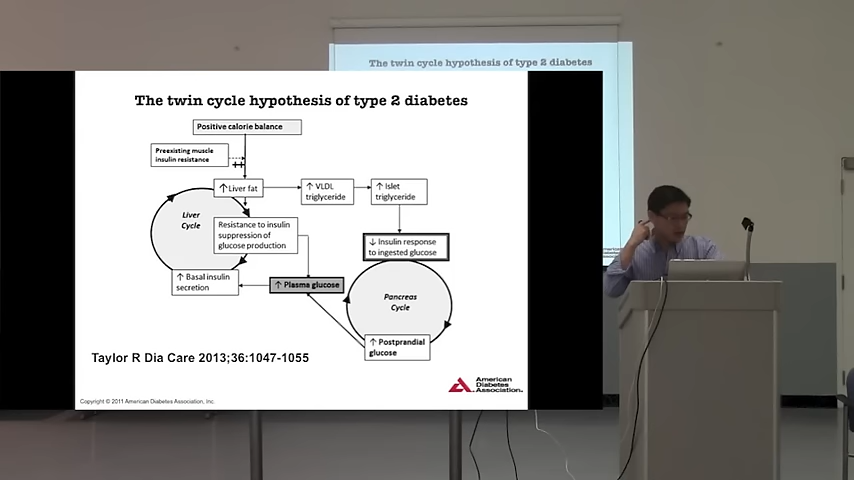 The twin cycle hypothesis of type 2 diabetes
The twin cycle hypothesis of type 2 diabetes
Positive calorie balance
Preexisting muscle
insulin resistance
↑ Liver fat
↑ VLDL
triglyceride
↑ Islet
triglyceride
Liver
Cycle
Resistance to insulin
suppression of
glucose production
↓ Insulin response
to ingested glucose
↑ Basal insulin
secretion
↑ Plasma glucose
Pancreas
Cycle
↑ Postprandial
glucose
Taylor R Dia Care 2013;36:1047-1055
American
Diabetes
Association.
Copyright © 2011 American Diabetes Association, Inc.